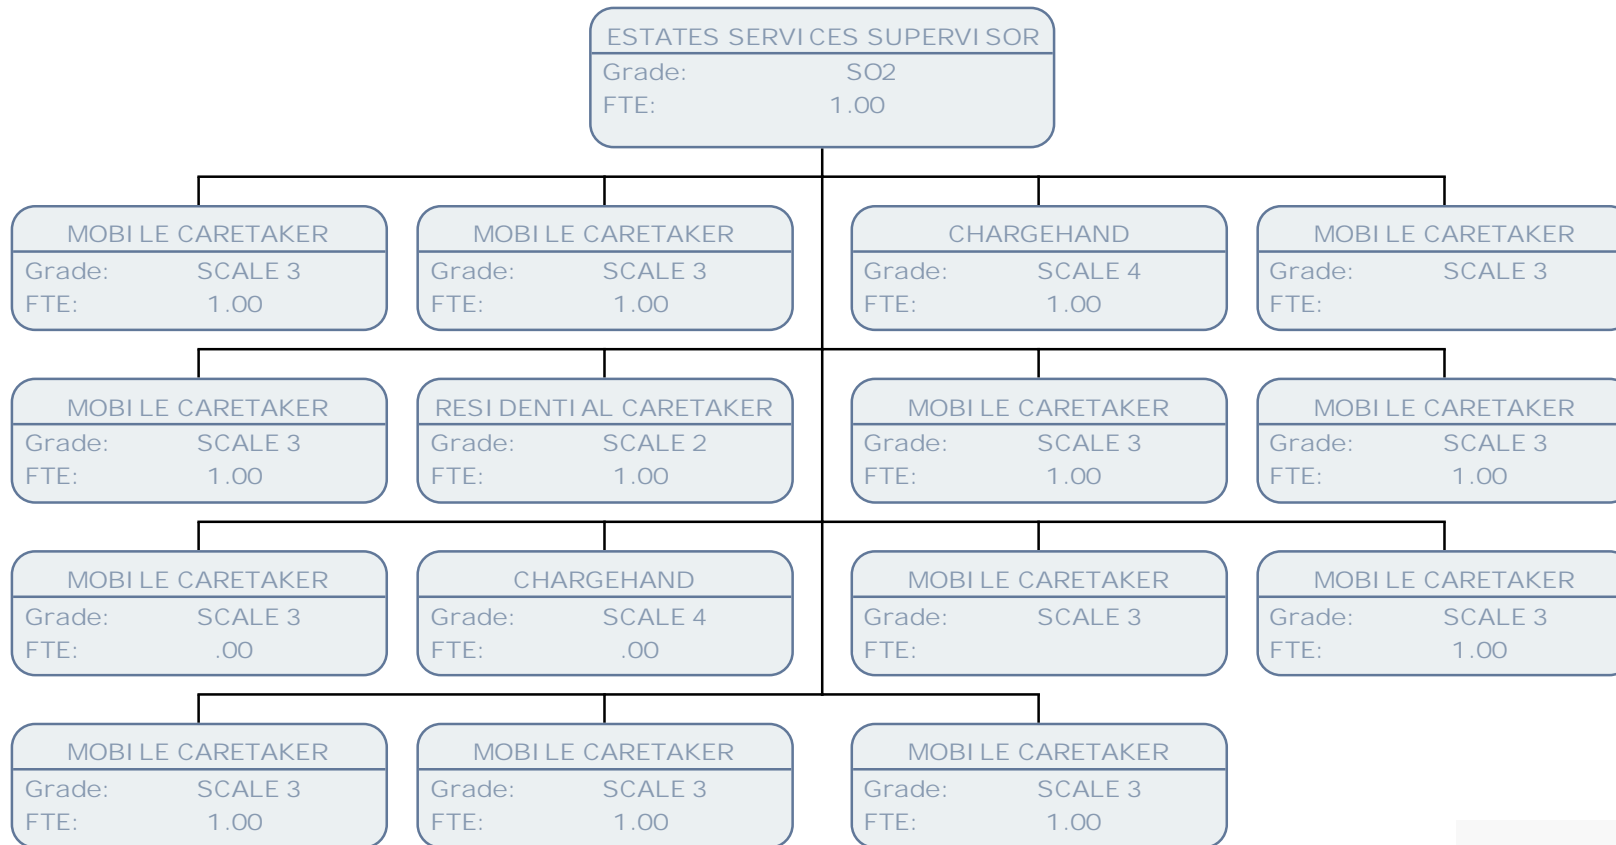 ESTATES SERVICES SUPERVISOR
Grade: SO2
FTE: 1.00
MOBILE CARETAKER
Grade: SCALE 3
FTE: 1.00
MOBILE CARETAKER
Grade: SCALE 3
FTE: 1.00
CHARGEHAND
Grade: SCALE 4
FTE: 1.00
MOBILE CARETAKER
Grade: SCALE 3
FTE:
MOBILE CARETAKER
Grade: SCALE 3
FTE: 1.00
RESIDENTIAL CARETAKER
Grade: SCALE 2
FTE: 1.00
MOBILE CARETAKER
Grade: SCALE 3
FTE: 1.00
MOBILE CARETAKER
Grade: SCALE 3
FTE: 1.00
MOBILE CARETAKER
Grade: SCALE 3
FTE: .00
CHARGEHAND
Grade: SCALE 4
FTE: .00
MOBILE CARETAKER
Grade: SCALE 3
FTE:
MOBILE CARETAKER
Grade: SCALE 3
FTE: 1.00
MOBILE CARETAKER
Grade: SCALE 3
FTE: 1.00
MOBILE CARETAKER
Grade: SCALE 3
FTE: 1.00
MOBILE CARETAKER
Grade: SCALE 3
FTE: 1.00